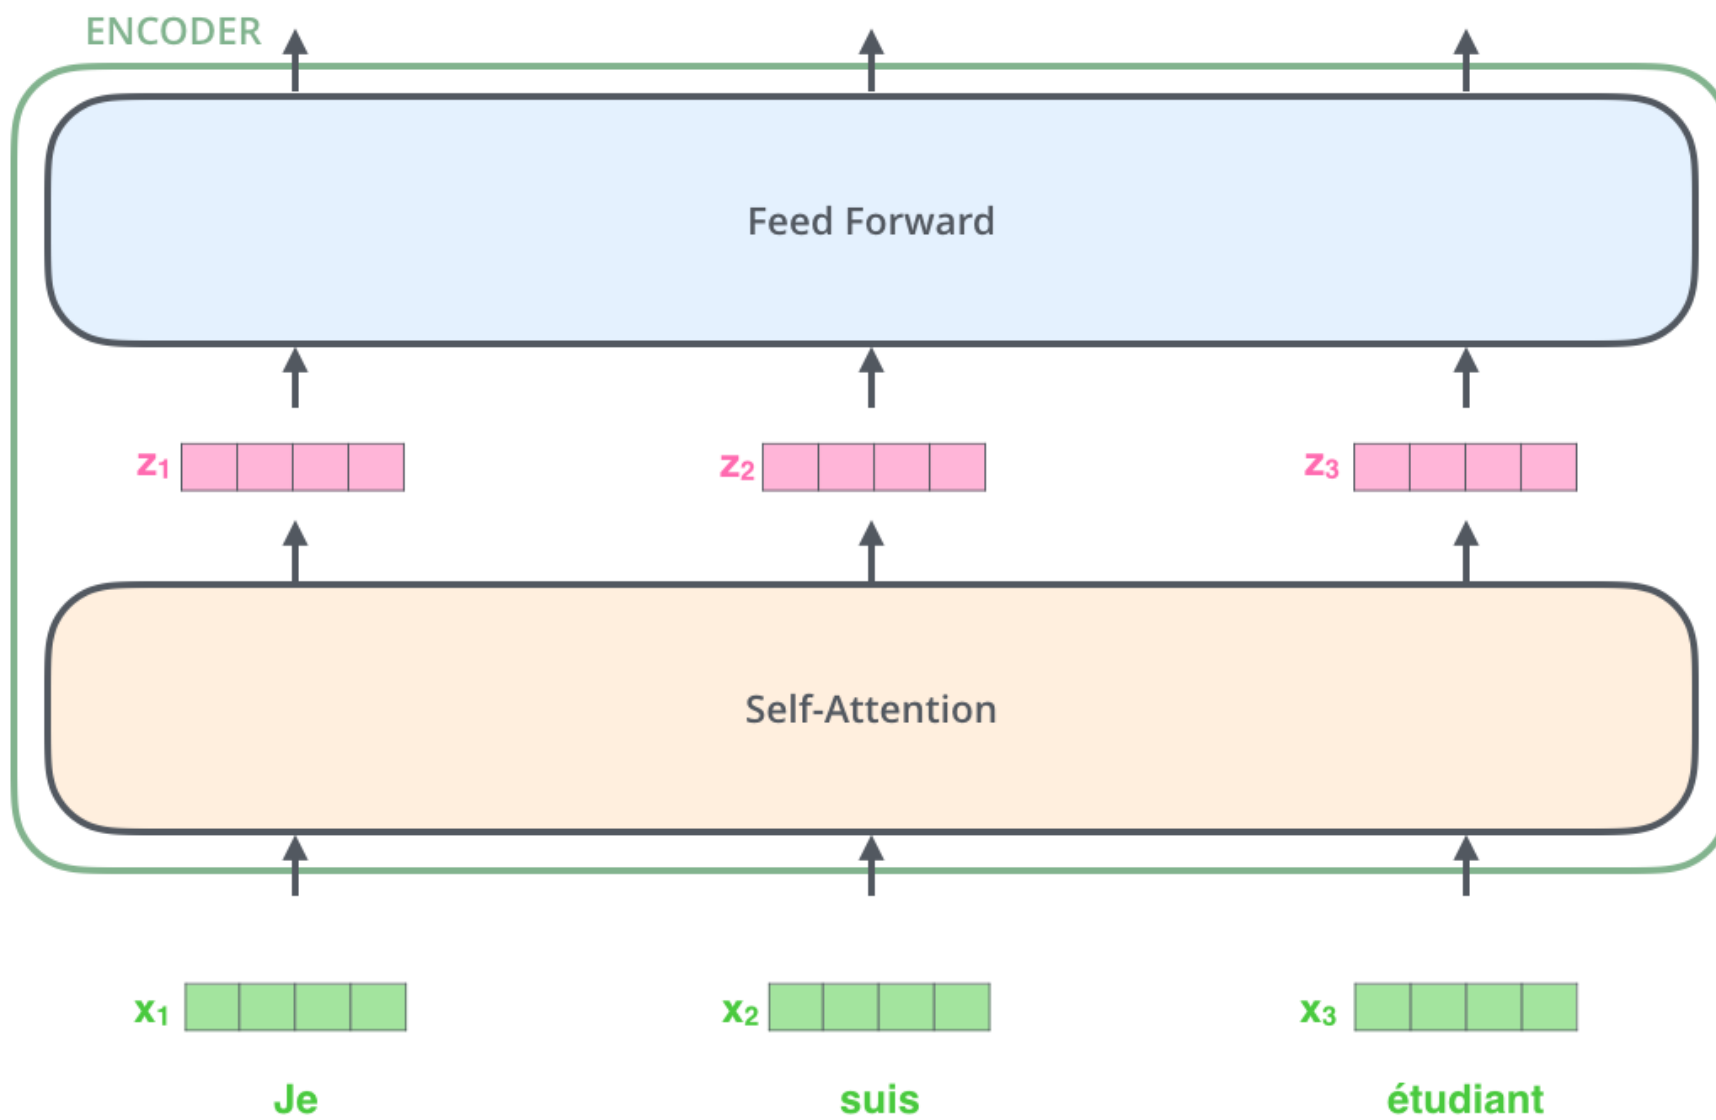 ENCODER
Feed Forward
z₁ z₂ z₃
Self-Attention
x₁ x₂ x₃
Je suis étudiant